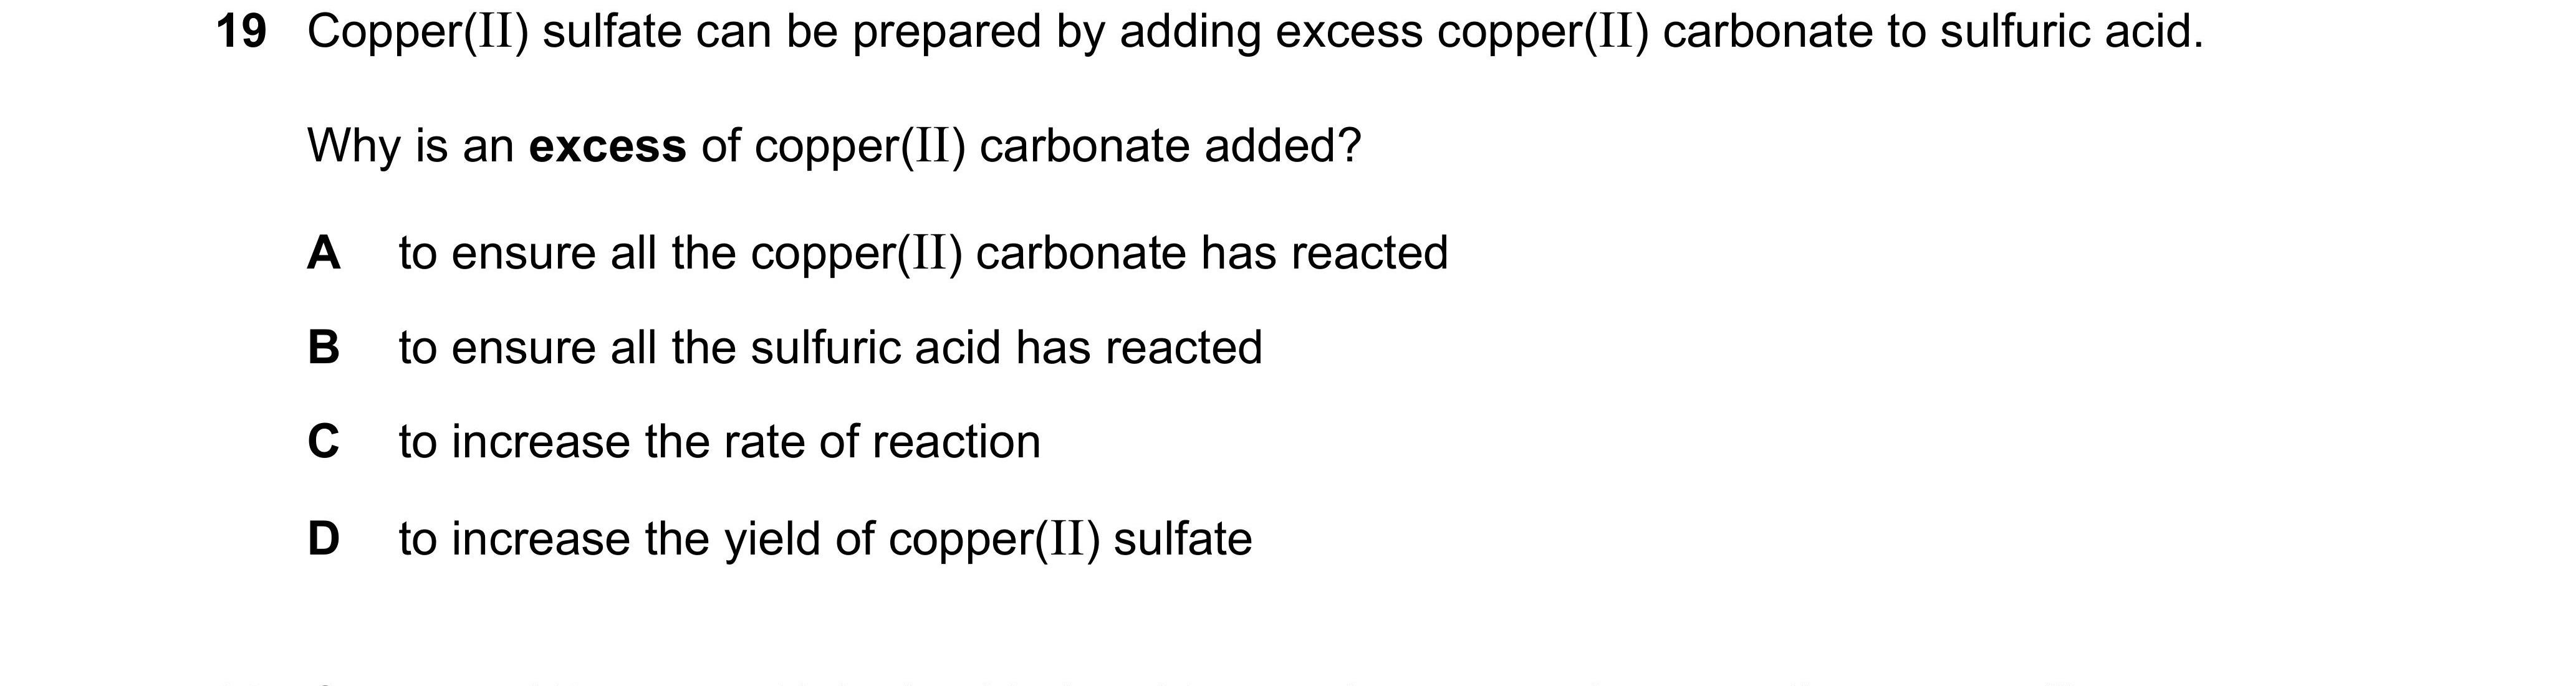 19 Copper(II) sulfate can be prepared by adding excess copper(II) carbonate to sulfuric acid.
Why is an excess of copper(II) carbonate added?
A to ensure all the copper(II) carbonate has reacted
B to ensure all the sulfuric acid has reacted
C to increase the rate of reaction
D to increase the yield of copper(II) sulfate